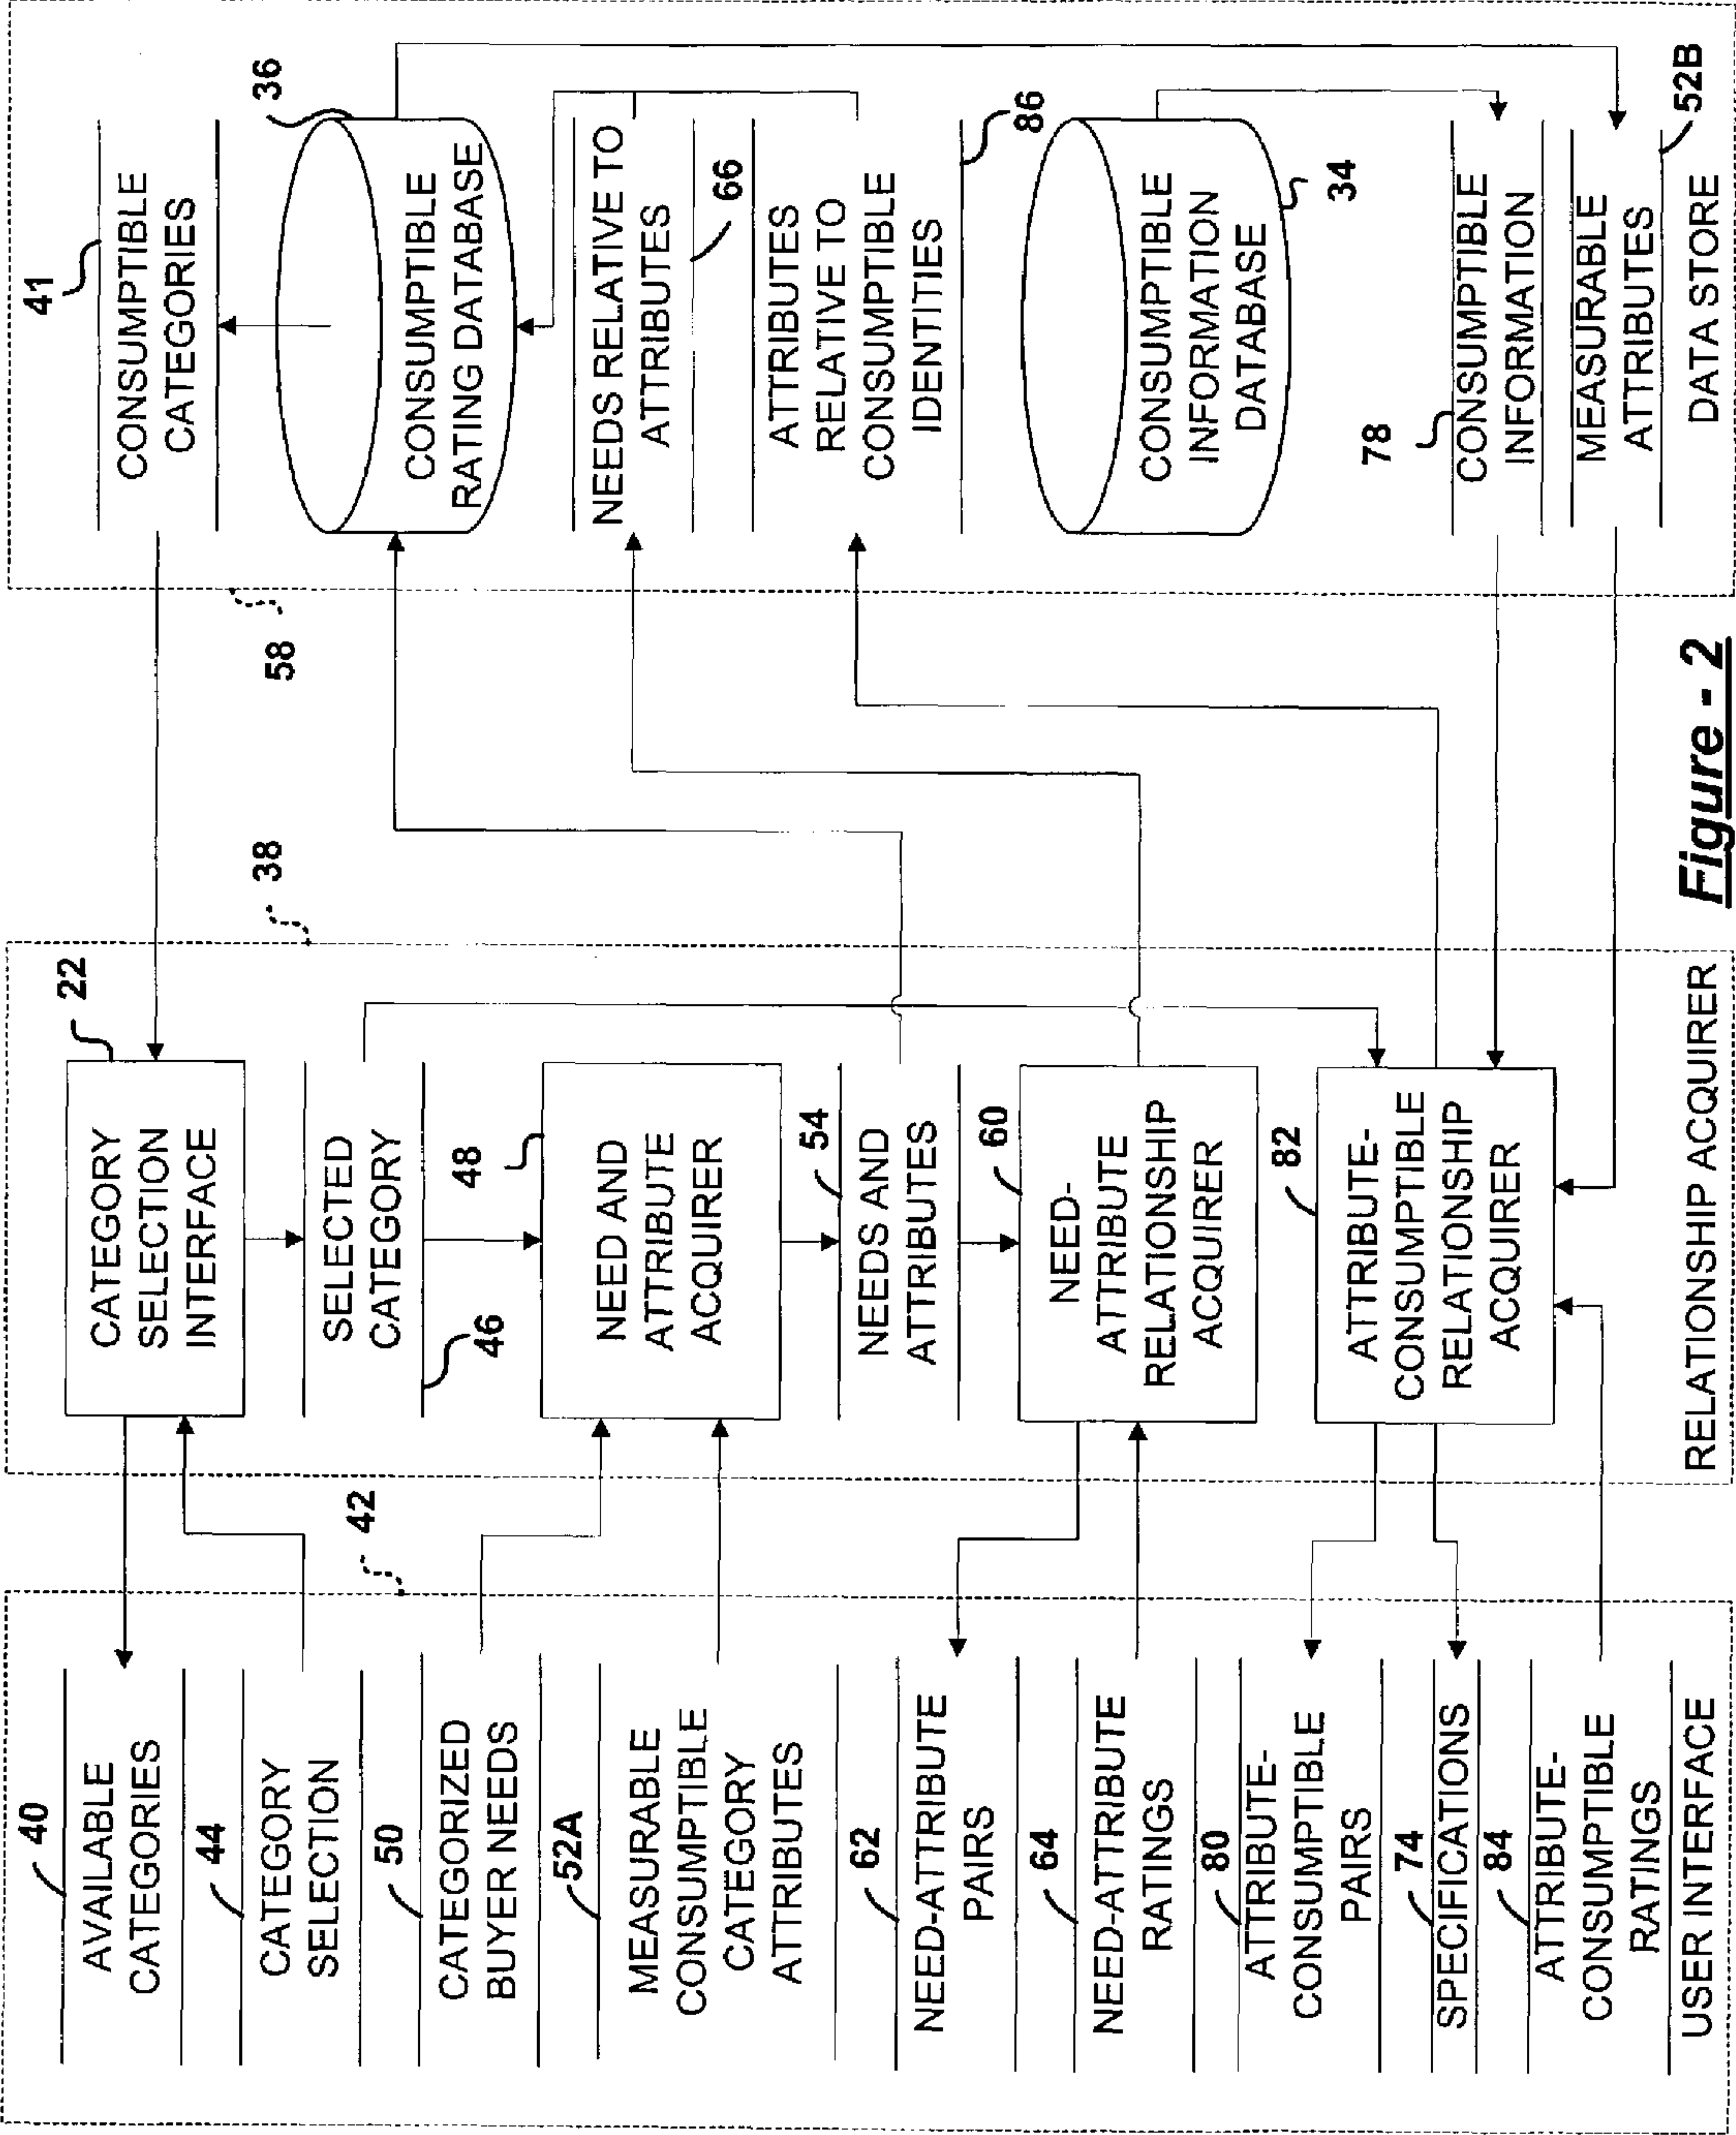 40
AVAILABLE
CATEGORIES
44
CATEGORY
SELECTION
50
CATEGORIZED
BUYER NEEDS
52A
MEASURABLE
CONSUMPTIBLE
CATEGORY
ATTRIBUTES
62
NEED-ATTRIBUTE
PAIRS
64
NEED-ATTRIBUTE
RATINGS
80
ATTRIBUTE-
CONSUMPTIBLE
PAIRS
74
SPECIFICATIONS
84
ATTRIBUTE-
CONSUMPTIBLE
RATINGS
USER INTERFACE
42
22
CATEGORY
SELECTION
INTERFACE
SELECTED
CATEGORY
46
48
NEED AND
ATTRIBUTE
ACQUIRER
54
NEEDS AND
ATTRIBUTES
60
NEED-
ATTRIBUTE
RELATIONSHIP
ACQUIRER
82
ATTRIBUTE-
CONSUMPTIBLE
RELATIONSHIP
ACQUIRER
RELATIONSHIP ACQUIRER
38
58
41
CONSUMPTIBLE
CATEGORIES
36
CONSUMPTIBLE
RATING DATABASE
NEEDS RELATIVE TO
ATTRIBUTES
66
ATTRIBUTES
RELATIVE TO
CONSUMPTIBLE
IDENTITIES
86
CONSUMPTIBLE
INFORMATION
DATABASE
34
78
CONSUMPTIBLE
INFORMATION
MEASURABLE
ATTRIBUTES
52B
DATA STORE
Figure - 2